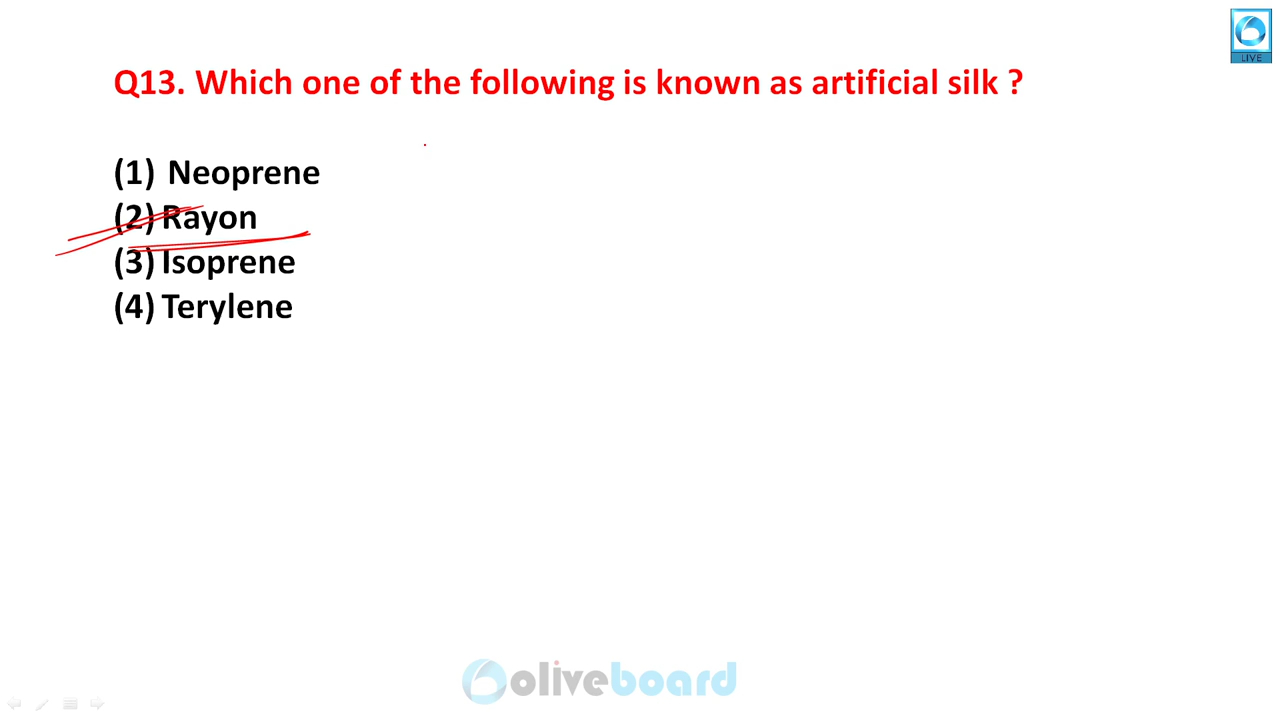 LIVE
Q13. Which one of the following is known as artificial silk ?
(1) Neoprene
(2) Rayon
(3) Isoprene
(4) Terylene
oliveboard